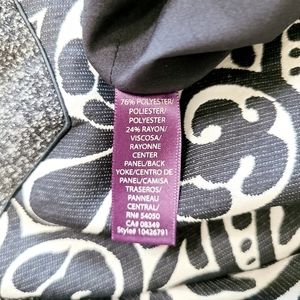 76% POLYESTER/
POLIESTER/
POLYESTER
24% RAYON/
VISCOSA/
RAYONNE
CENTER
PANEL/BACK
YOKE/CENTRO DE
PANEL/CAMISA
TRASEROS/
PANNEAU
CENTRAL/
RN# 54050
CA# 08349
Style# 10426791